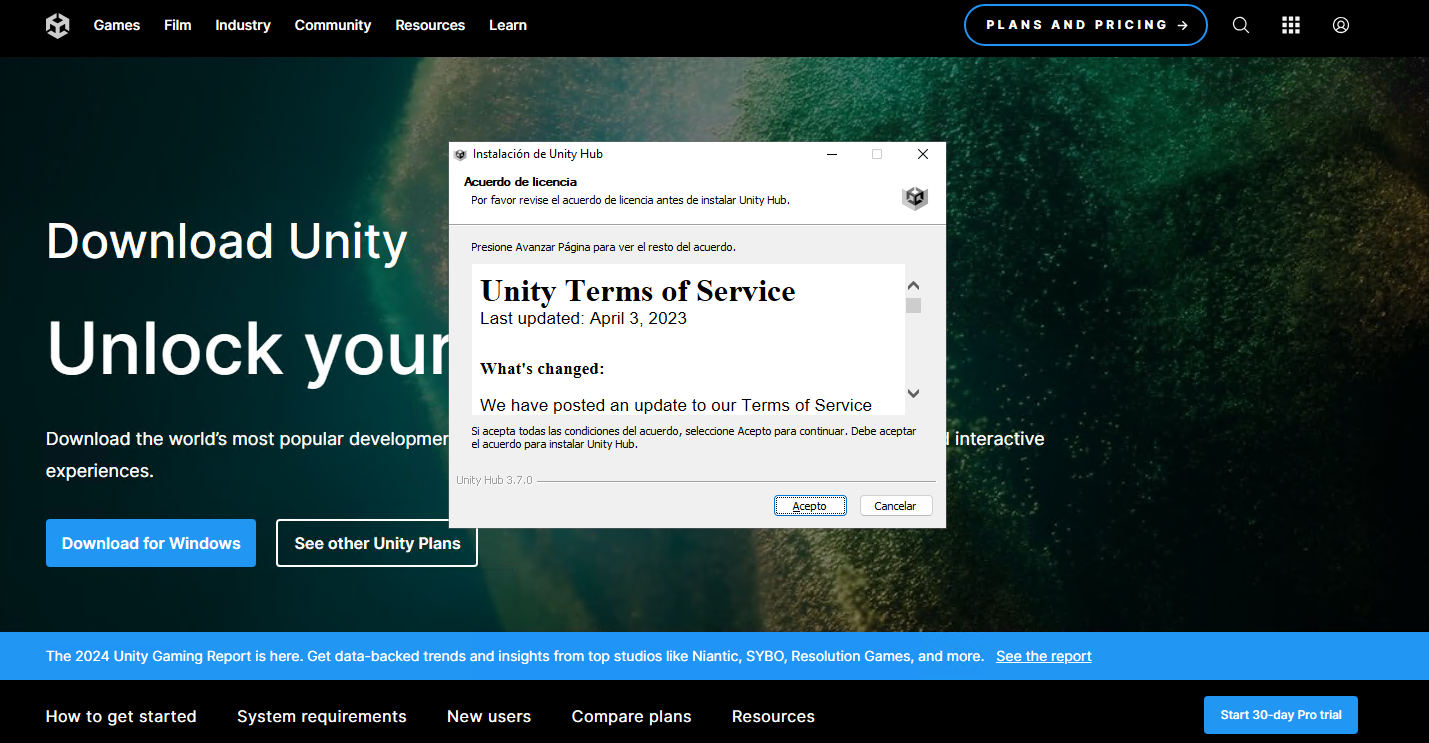 Games Film Industry Community Resources Learn PLANS AND PRICING →
Instalación de Unity Hub
Acuerdo de licencia
Por favor revise el acuerdo de licencia antes de instalar Unity Hub.
Presione Avanzar Página para ver el resto del acuerdo.
Unity Terms of Service
Last updated: April 3, 2023
What's changed:
We have posted an update to our Terms of Service
Si acepta todas las condiciones del acuerdo, seleccione Acepto para continuar. Debe aceptar
el acuerdo para instalar Unity Hub.
Unity Hub 3.7.0
Acepto Cancelar
Download Unity
Unlock your
Download the world's most popular interactive
experiences.
Download for Windows See other Unity Plans
The 2024 Unity Gaming Report is here. Get data-backed trends and insights from top studios like Niantic, SYBO, Resolution Games, and more. See the report
How to get started System requirements New users Compare plans Resources Start 30-day Pro trial